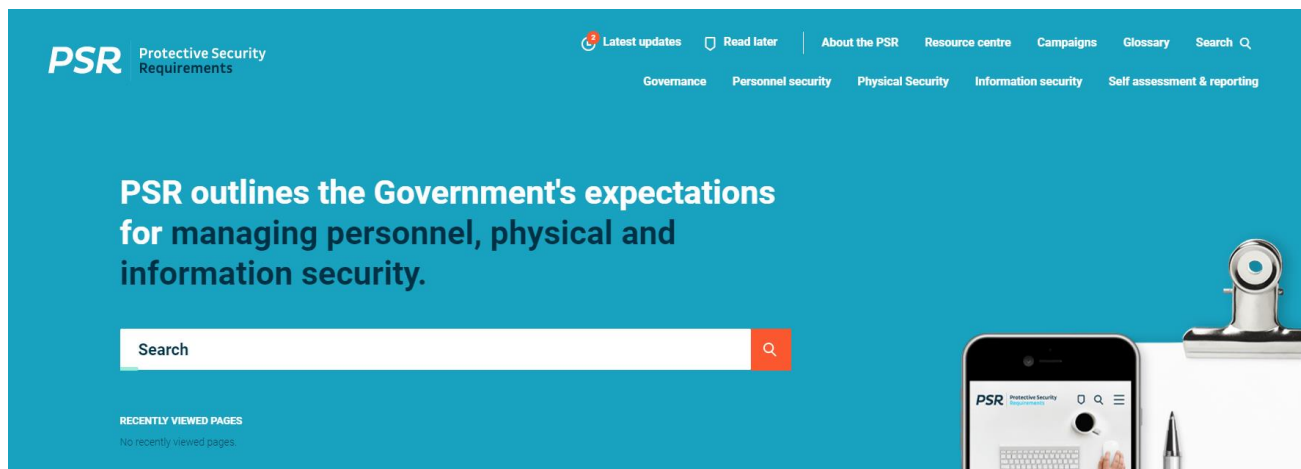 PSR Protective Security
Requirements
2 Latest updates Read later About the PSR Resource centre Campaigns Glossary Search
Governance Personnel security Physical Security Information security Self assessment & reporting
PSR outlines the Government's expectations
for managing personnel, physical and
information security.
Search
RECENTLY VIEWED PAGES
No recently viewed pages.
PSR Protective Security
Requirements